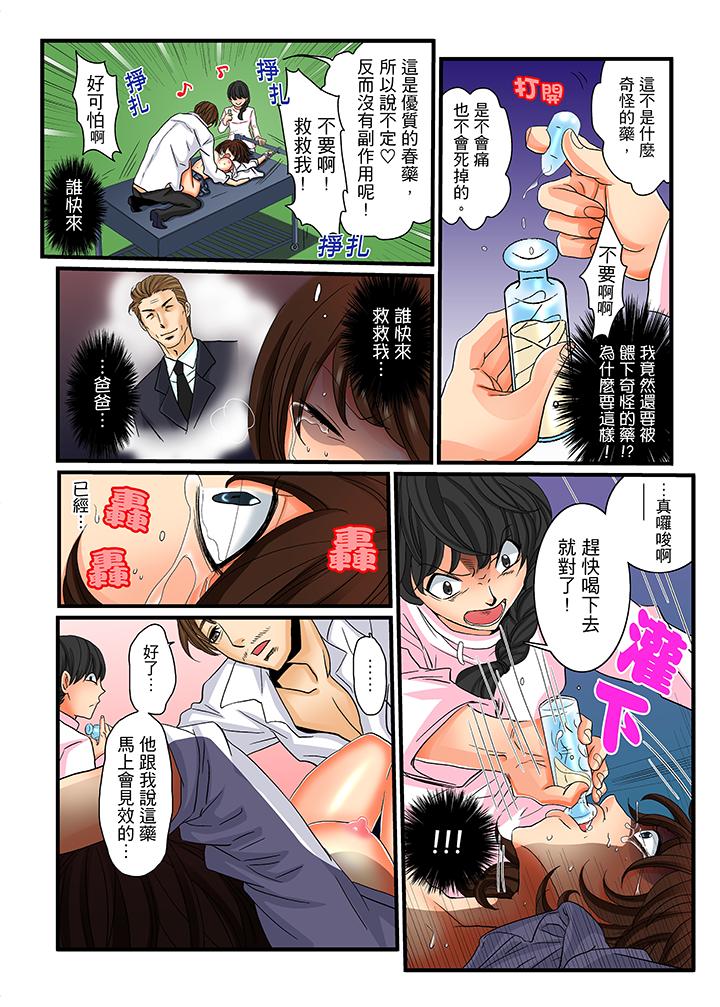 這不是什麼
奇怪的藥，
打開
是不會痛
也不會死掉的。
不要啊啊
我竟然還要被
餵下奇怪的藥!?
為什麼要這樣！
這是優質的春藥，
所以說不定♡
反而沒有副作用呢！
掙扎
掙扎
不要啊！
救救我！
好可怕啊
誰快來
掙扎
誰快來
救救我…
…爸爸…
…真囉唆啊
趕快喝下去
就對了！
灌下
!!!
轟
轟
轟
已經…
……
好了…
他跟我說這藥
馬上會見效的…